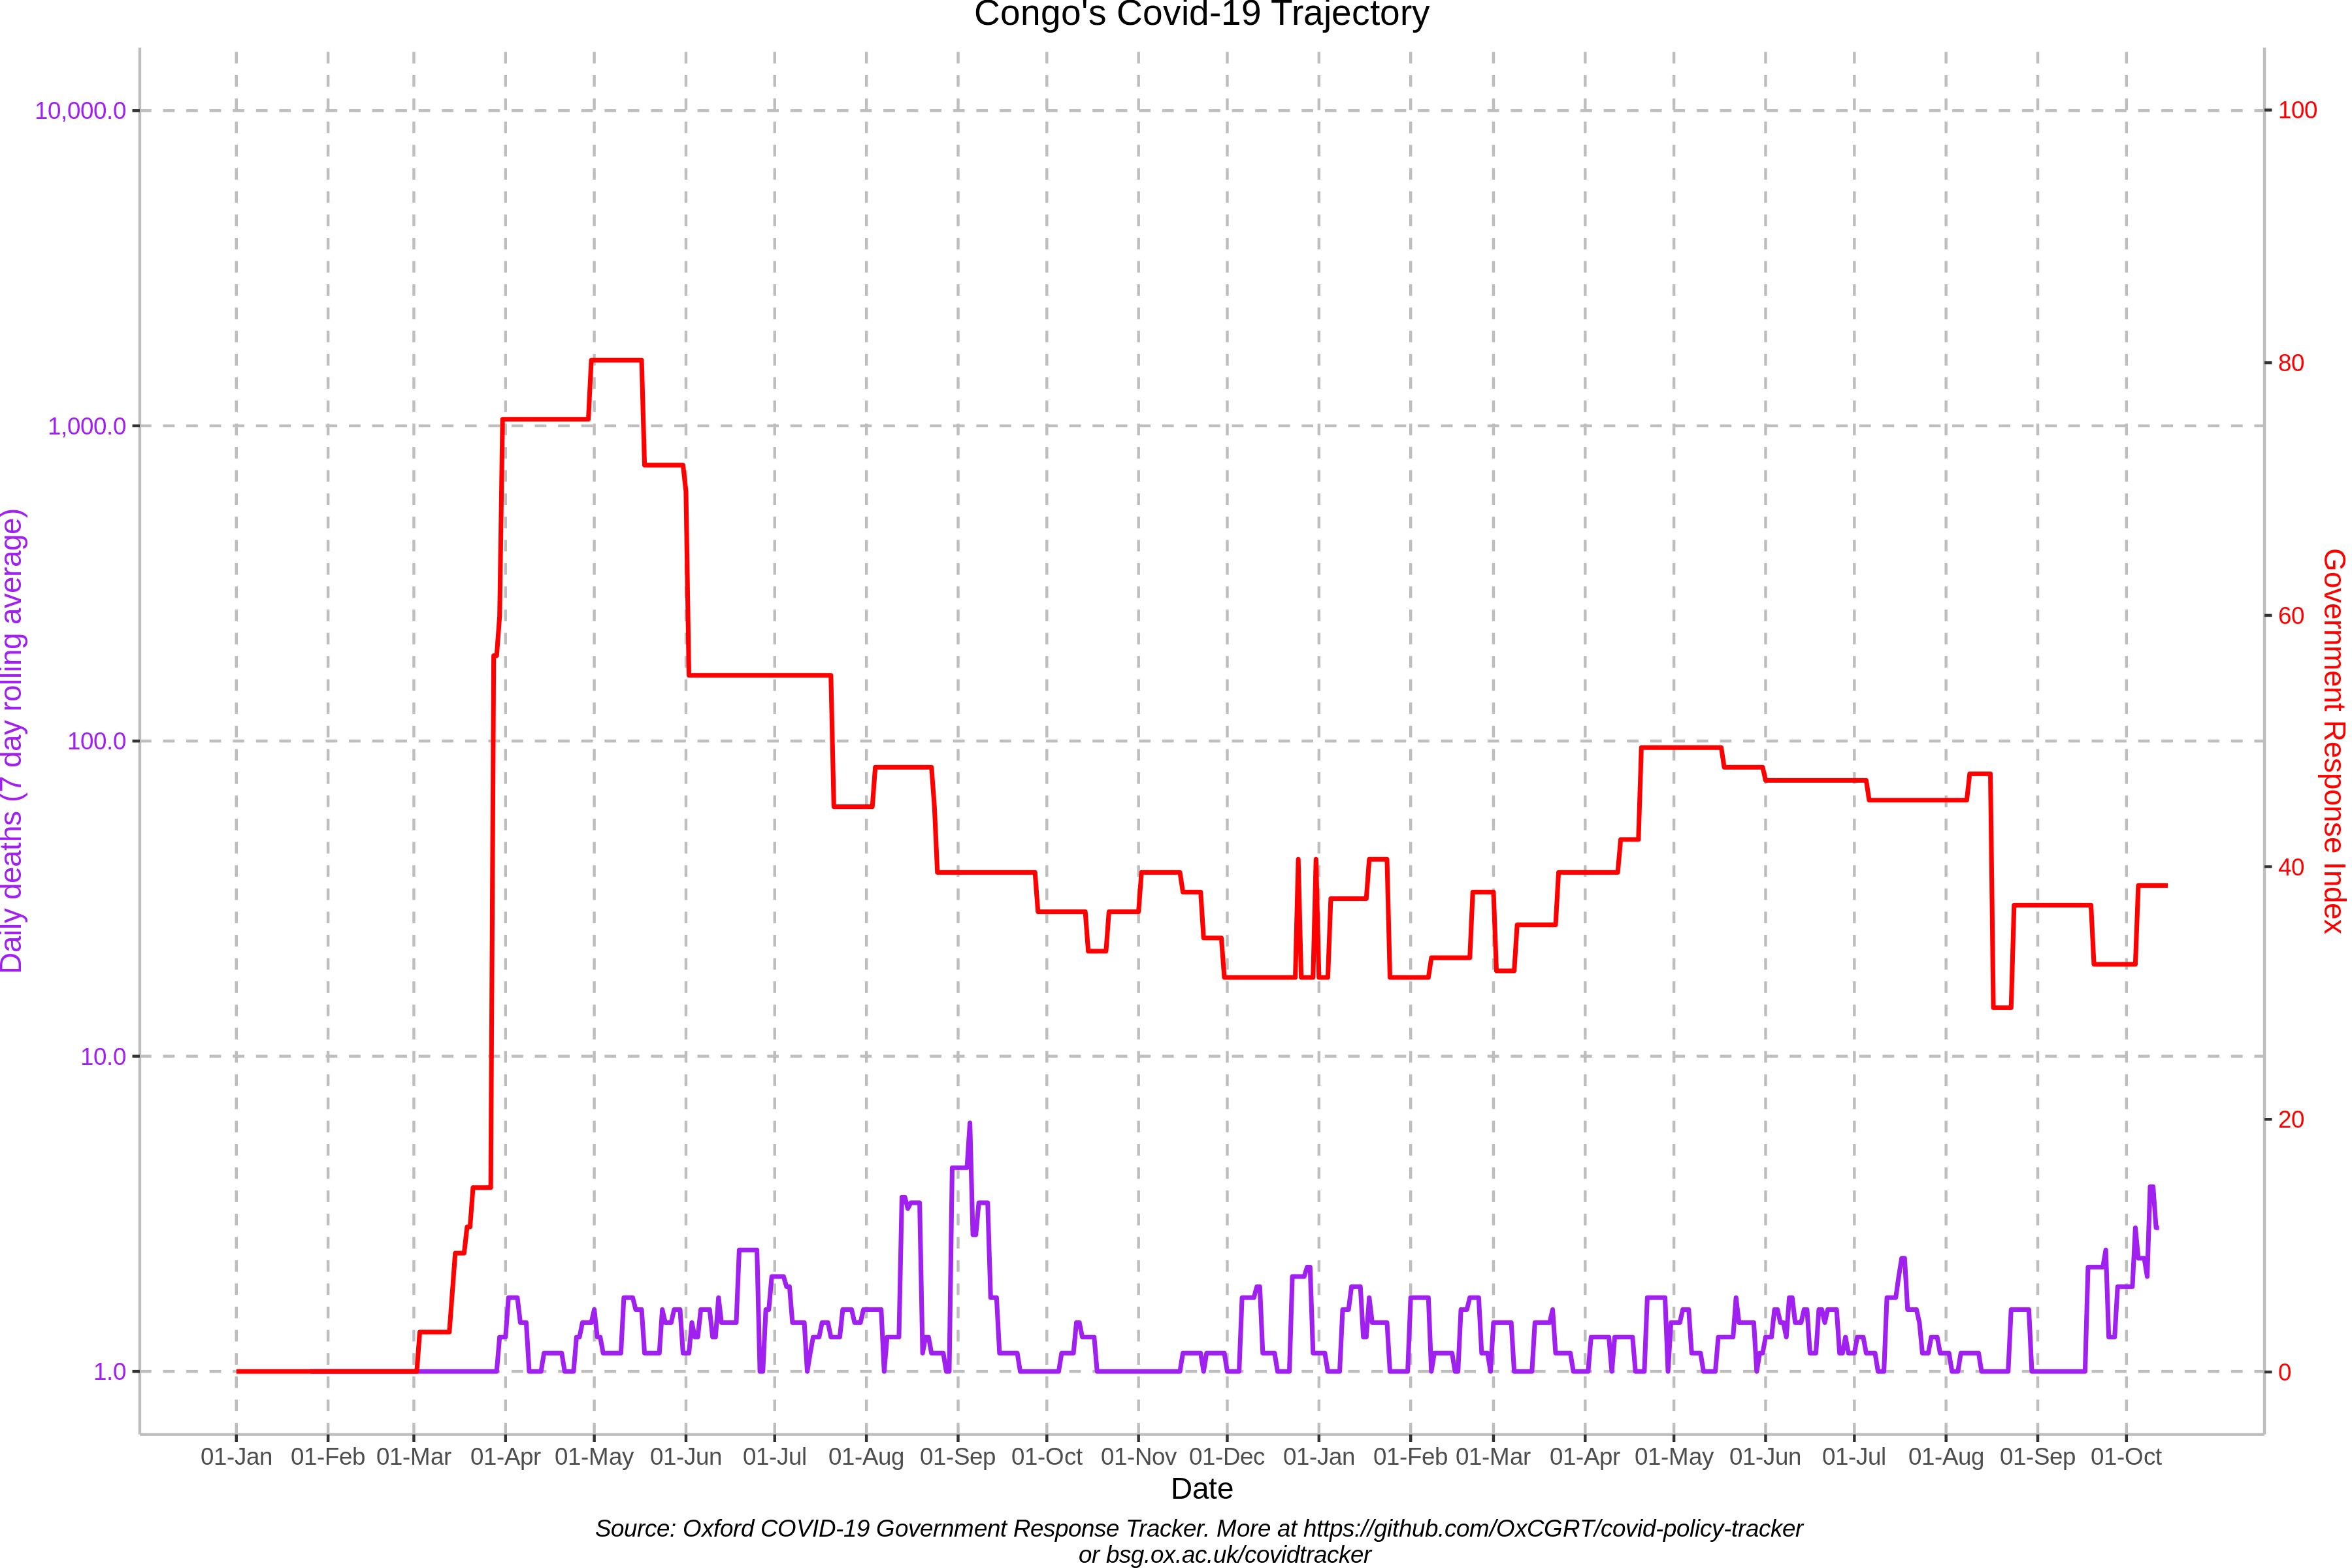 Congo's Covid-19 Trajectory
10,000.0
1,000.0
100.0
10.0
1.0
Daily deaths (7 day rolling average)
100
80
60
40
20
0
Government Response Index
01-Jan 01-Feb 01-Mar 01-Apr 01-May 01-Jun 01-Jul 01-Aug 01-Sep 01-Oct 01-Nov 01-Dec 01-Jan 01-Feb 01-Mar 01-Apr 01-May 01-Jun 01-Jul 01-Aug 01-Sep 01-Oct
Date
Source: Oxford COVID-19 Government Response Tracker. More at https://github.com/OxCGRT/covid-policy-tracker
or bsg.ox.ac.uk/covidtracker